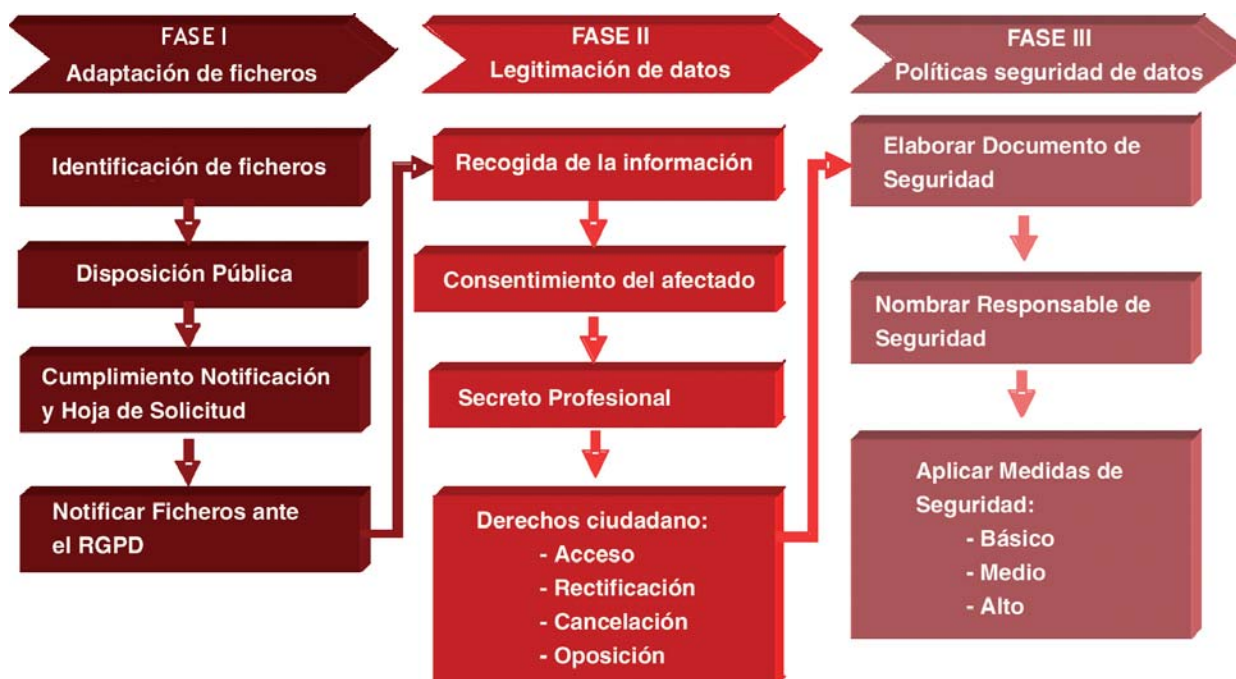 FASE I
Adaptación de ficheros
Identificación de ficheros
Disposición Pública
Cumplimiento Notificación
y Hoja de Solicitud
Notificar Ficheros ante
el RGPD
FASE II
Legitimación de datos
Recogida de la información
Consentimiento del afectado
Secreto Profesional
Derechos ciudadano:
- Acceso
- Rectificación
- Cancelación
- Oposición
FASE III
Políticas seguridad de datos
Elaborar Documento de
Seguridad
Nombrar Responsable de
Seguridad
Aplicar Medidas de
Seguridad:
- Básico
- Medio
- Alto